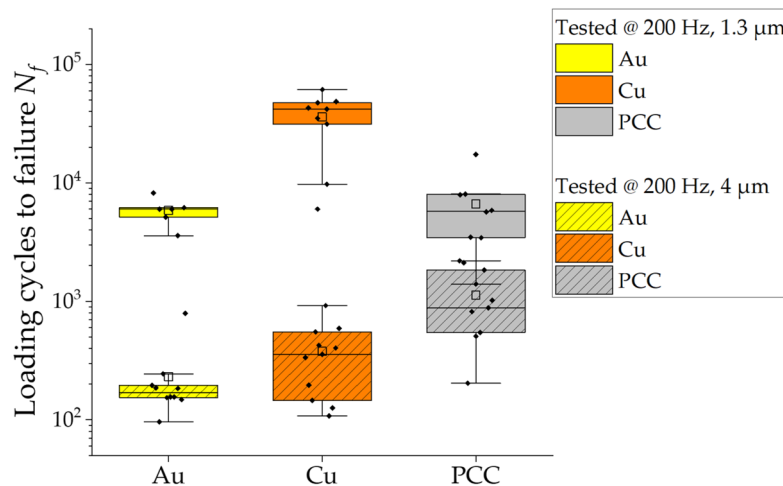 Loading cycles to failure N_f
10^5
10^4
10^3
10^2
Au
Cu
PCC
Tested @ 200 Hz, 1.3 μm
Au
Cu
PCC
Tested @ 200 Hz, 4 μm
Au
Cu
PCC